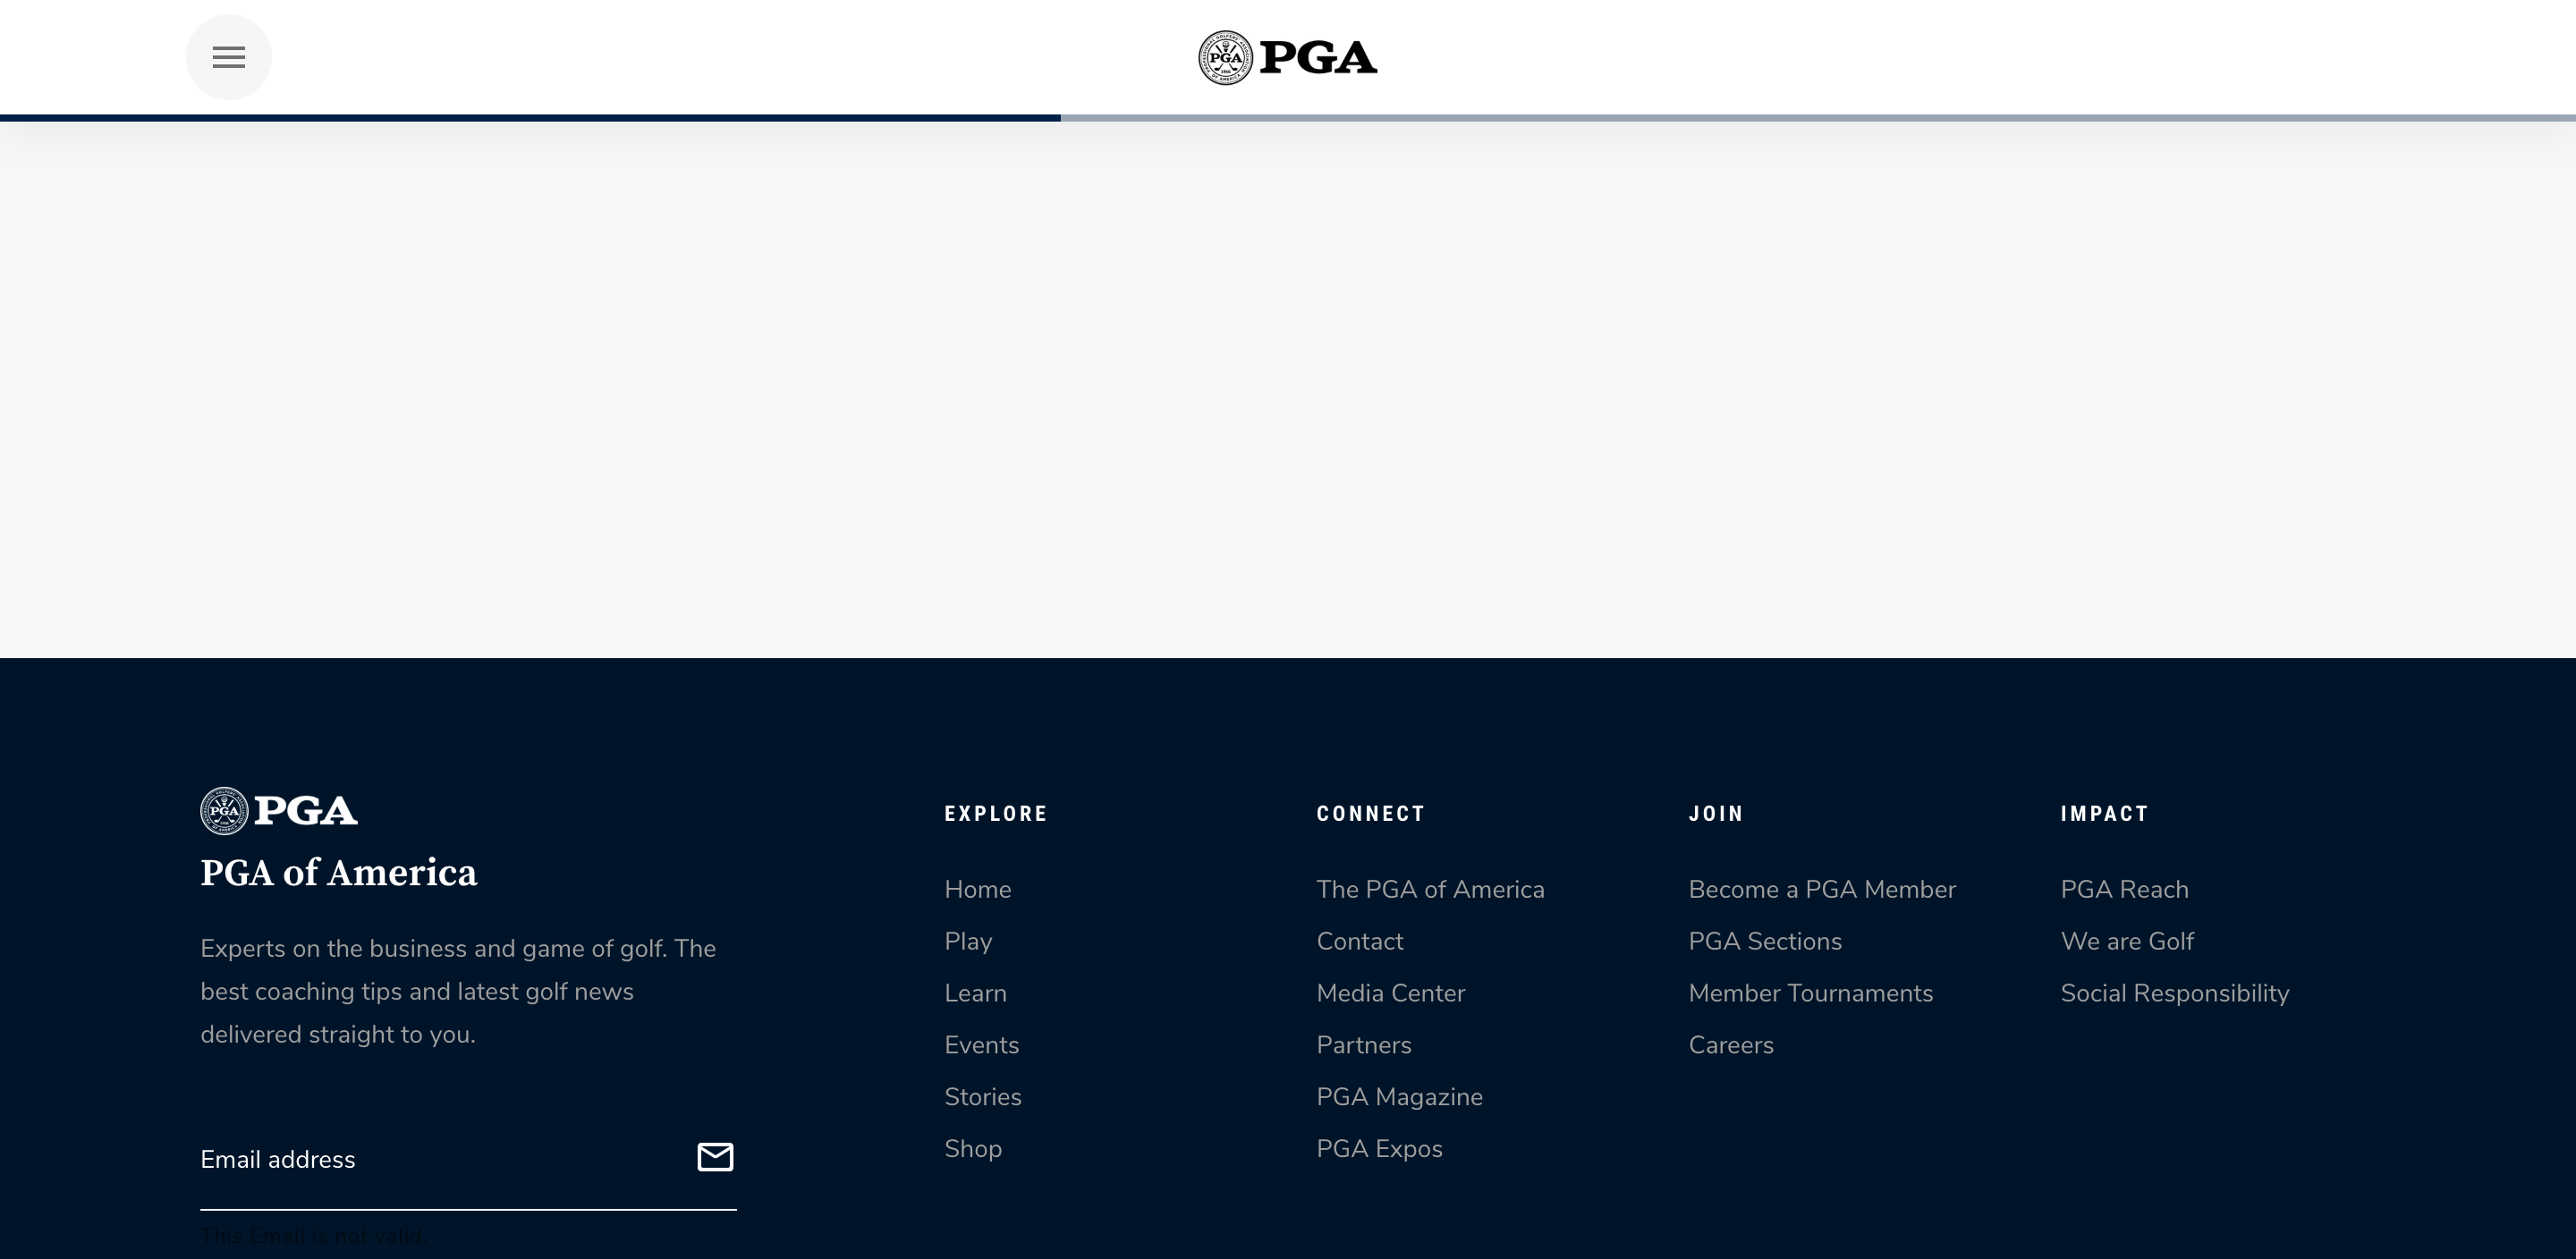 PGA
PGA
PGA
PGA
PGA of America
Experts on the business and game of golf. The
best coaching tips and latest golf news
delivered straight to you.
Email address
This Email is not valid.
EXPLORE
Home
Play
Learn
Events
Stories
Shop
CONNECT
The PGA of America
Contact
Media Center
Partners
PGA Magazine
PGA Expos
JOIN
Become a PGA Member
PGA Sections
Member Tournaments
Careers
IMPACT
PGA Reach
We are Golf
Social Responsibility